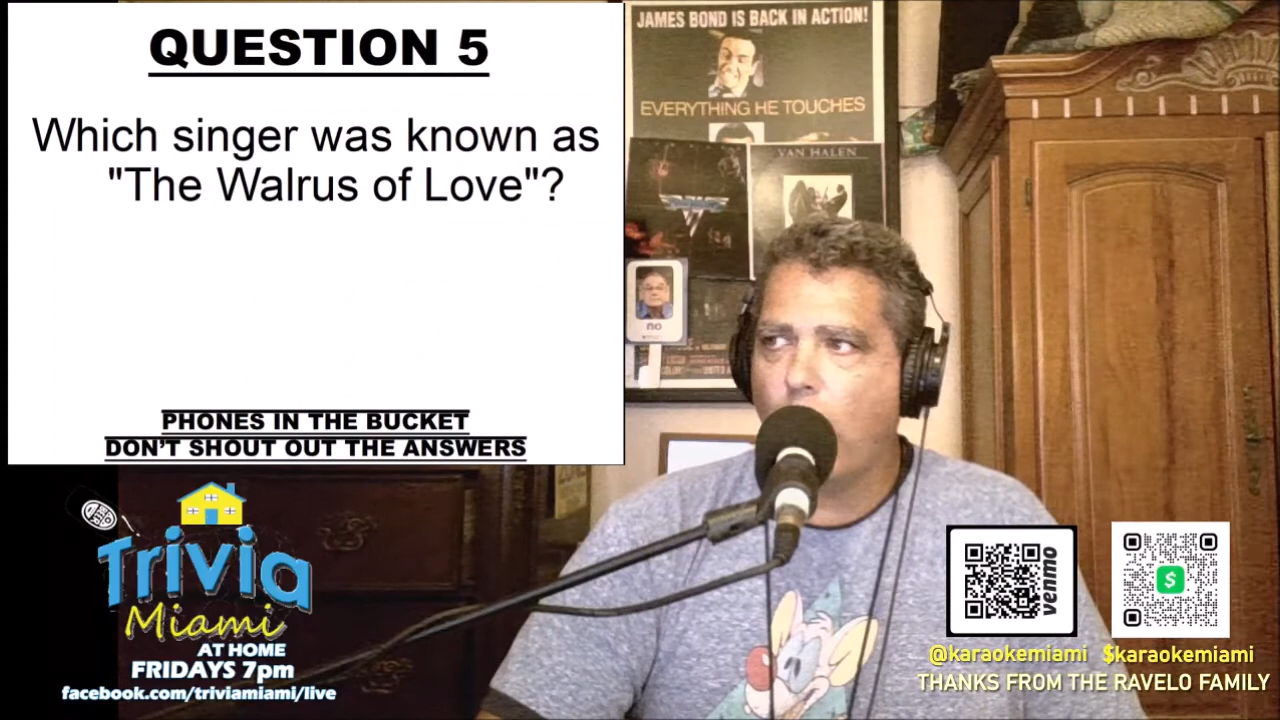 QUESTION 5
Which singer was known as
"The Walrus of Love"?
PHONES IN THE BUCKET
DON'T SHOUT OUT THE ANSWERS
JAMES BOND IS BACK IN ACTION!
EVERYTHING HE TOUCHES
VAN HALEN
no
Trivia
Miami
AT HOME
FRIDAYS 7pm
facebook.com/triviamiami/live
venmo
$
@karaokemiami $karaokemiami
THANKS FROM THE RAVELO FAMILY